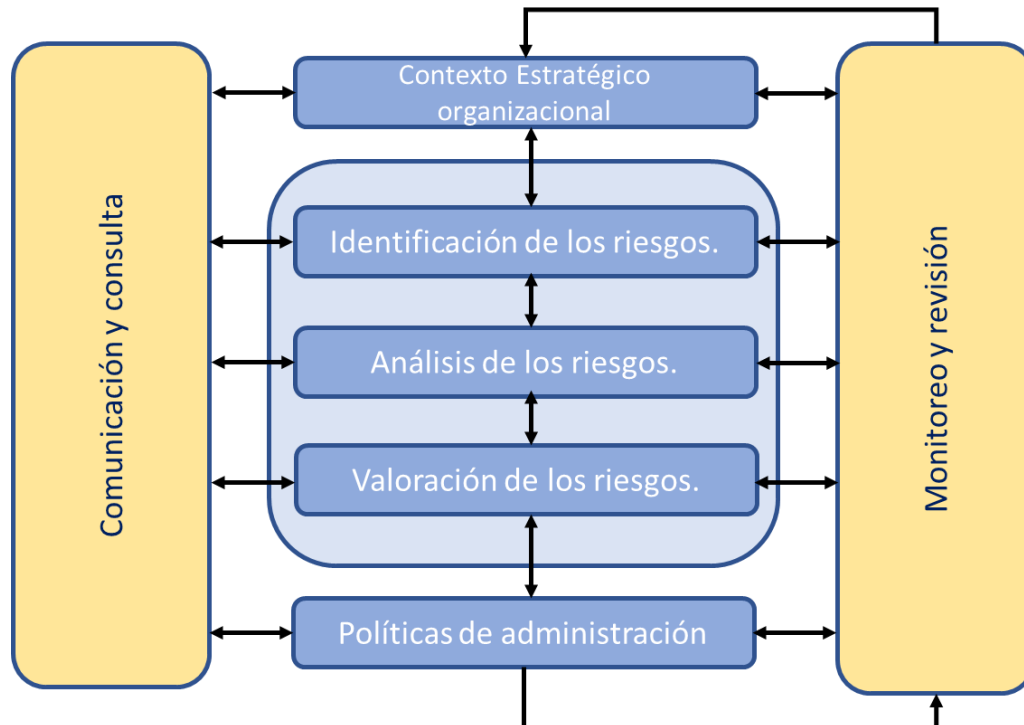 Contexto Estratégico
organizacional
Comunicación y consulta
Identificación de los riesgos.
Análisis de los riesgos.
Valoración de los riesgos.
Políticas de administración
Monitoreo y revisión